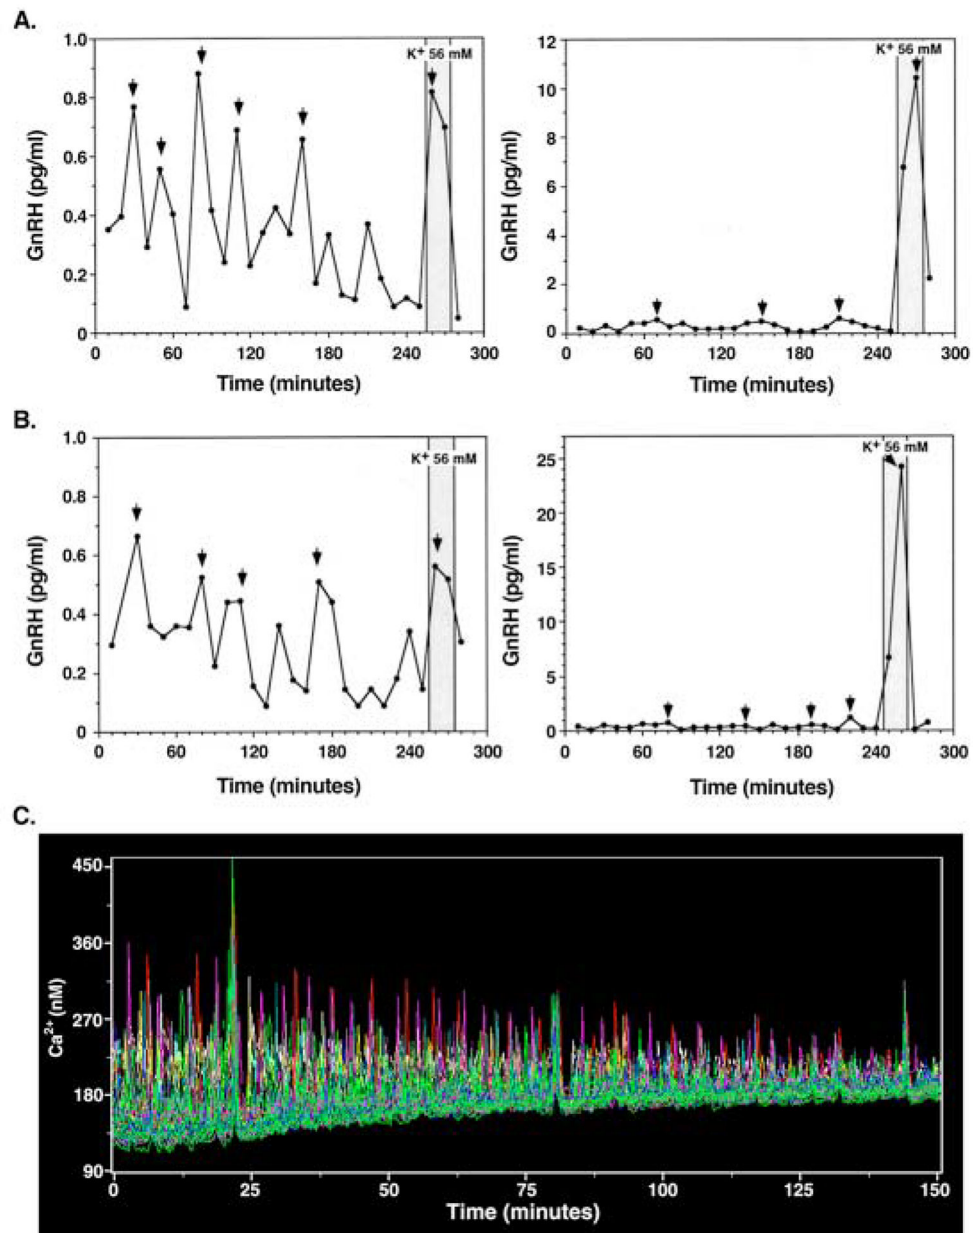 A.
K+ 56 mM
1.0
0.8
0.6
0.4
0.2
0
GnRH (pg/ml)
0 60 120 180 240 300
Time (minutes)
K+ 56 mM
12
10
8
6
4
2
0
GnRH (pg/ml)
0 60 120 180 240 300
Time (minutes)
B.
K+ 56 mM
1.0
0.8
0.6
0.4
0.2
0
GnRH (pg/ml)
0 60 120 180 240 300
Time (minutes)
K+ 56 mM
25
20
15
10
5
0
GnRH (pg/ml)
0 60 120 180 240 300
Time (minutes)
C.
450
360
270
180
90
Ca2+ (nM)
0 25 50 75 100 125 150
Time (minutes)